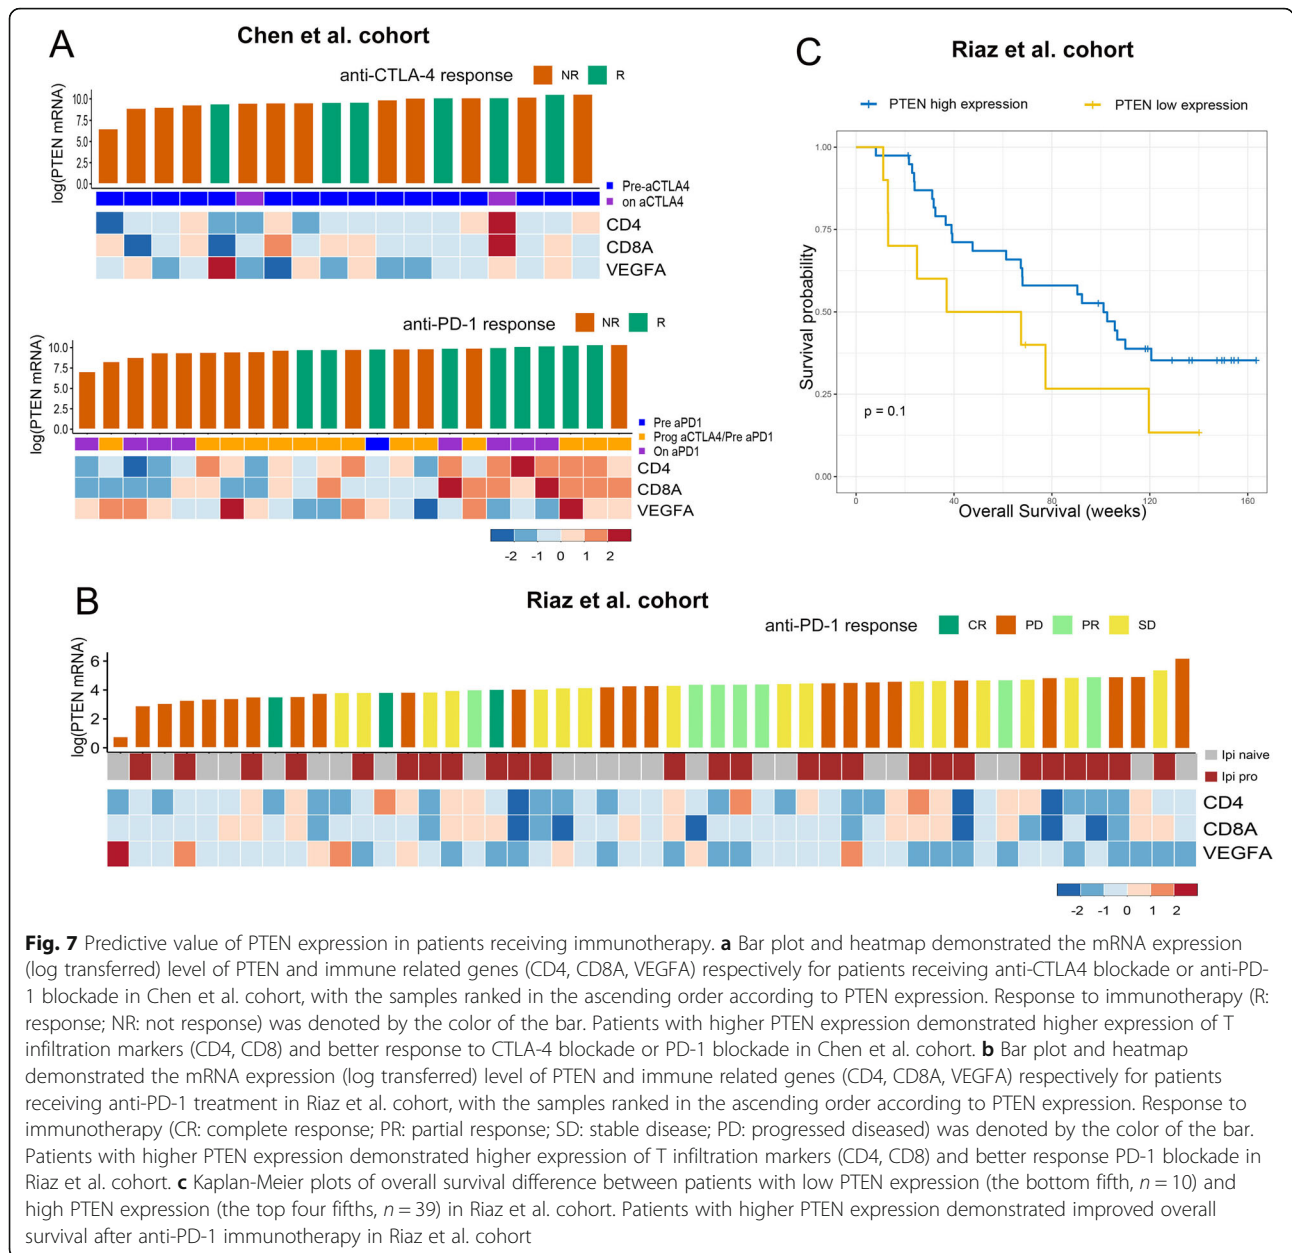 A
Chen et al. cohort
anti-CTLA-4 response NR R
log(PTEN mRNA)
10.0
7.5
5.0
2.5
0.0
Pre-aCTLA4
on aCTLA4
CD4
CD8A
VEGFA
anti-PD-1 response NR R
log(PTEN mRNA)
10.0
7.5
5.0
2.5
0.0
Pre aPD1
Prog aCTLA4/Pre aPD1
On aPD1
CD4
CD8A
VEGFA
-2 -1 0 1 2
C
Riaz et al. cohort
PTEN high expression PTEN low expression
Survival probability
1.00
0.75
0.50
0.25
0.00
p = 0.1
0 40 80 120 160
Overall Survival (weeks)
B
Riaz et al. cohort
anti-PD-1 response CR PD PR SD
log(PTEN mRNA)
6
4
2
0
Ipi naive
Ipi pro
CD4
CD8A
VEGFA
-2 -1 0 1 2
Fig. 7 Predictive value of PTEN expression in patients receiving immunotherapy. a Bar plot and heatmap demonstrated the mRNA expression
(log transferred) level of PTEN and immune related genes (CD4, CD8A, VEGFA) respectively for patients receiving anti-CTLA4 blockade or anti-PD-
1 blockade in Chen et al. cohort, with the samples ranked in the ascending order according to PTEN expression. Response to immunotherapy (R:
response; NR: not response) was denoted by the color of the bar. Patients with higher PTEN expression demonstrated higher expression of T
infiltration markers (CD4, CD8) and better response to CTLA-4 blockade or PD-1 blockade in Chen et al. cohort. b Bar plot and heatmap
demonstrated the mRNA expression (log transferred) level of PTEN and immune related genes (CD4, CD8A, VEGFA) respectively for patients
receiving anti-PD-1 treatment in Riaz et al. cohort, with the samples ranked in the ascending order according to PTEN expression. Response to
immunotherapy (CR: complete response; PR: partial response; SD: stable disease; PD: progressed diseased) was denoted by the color of the bar.
Patients with higher PTEN expression demonstrated higher expression of T infiltration markers (CD4, CD8) and better response PD-1 blockade in
Riaz et al. cohort. c Kaplan-Meier plots of overall survival difference between patients with low PTEN expression (the bottom fifth, n = 10) and
high PTEN expression (the top four fifths, n = 39) in Riaz et al. cohort. Patients with higher PTEN expression demonstrated improved overall
survival after anti-PD-1 immunotherapy in Riaz et al. cohort